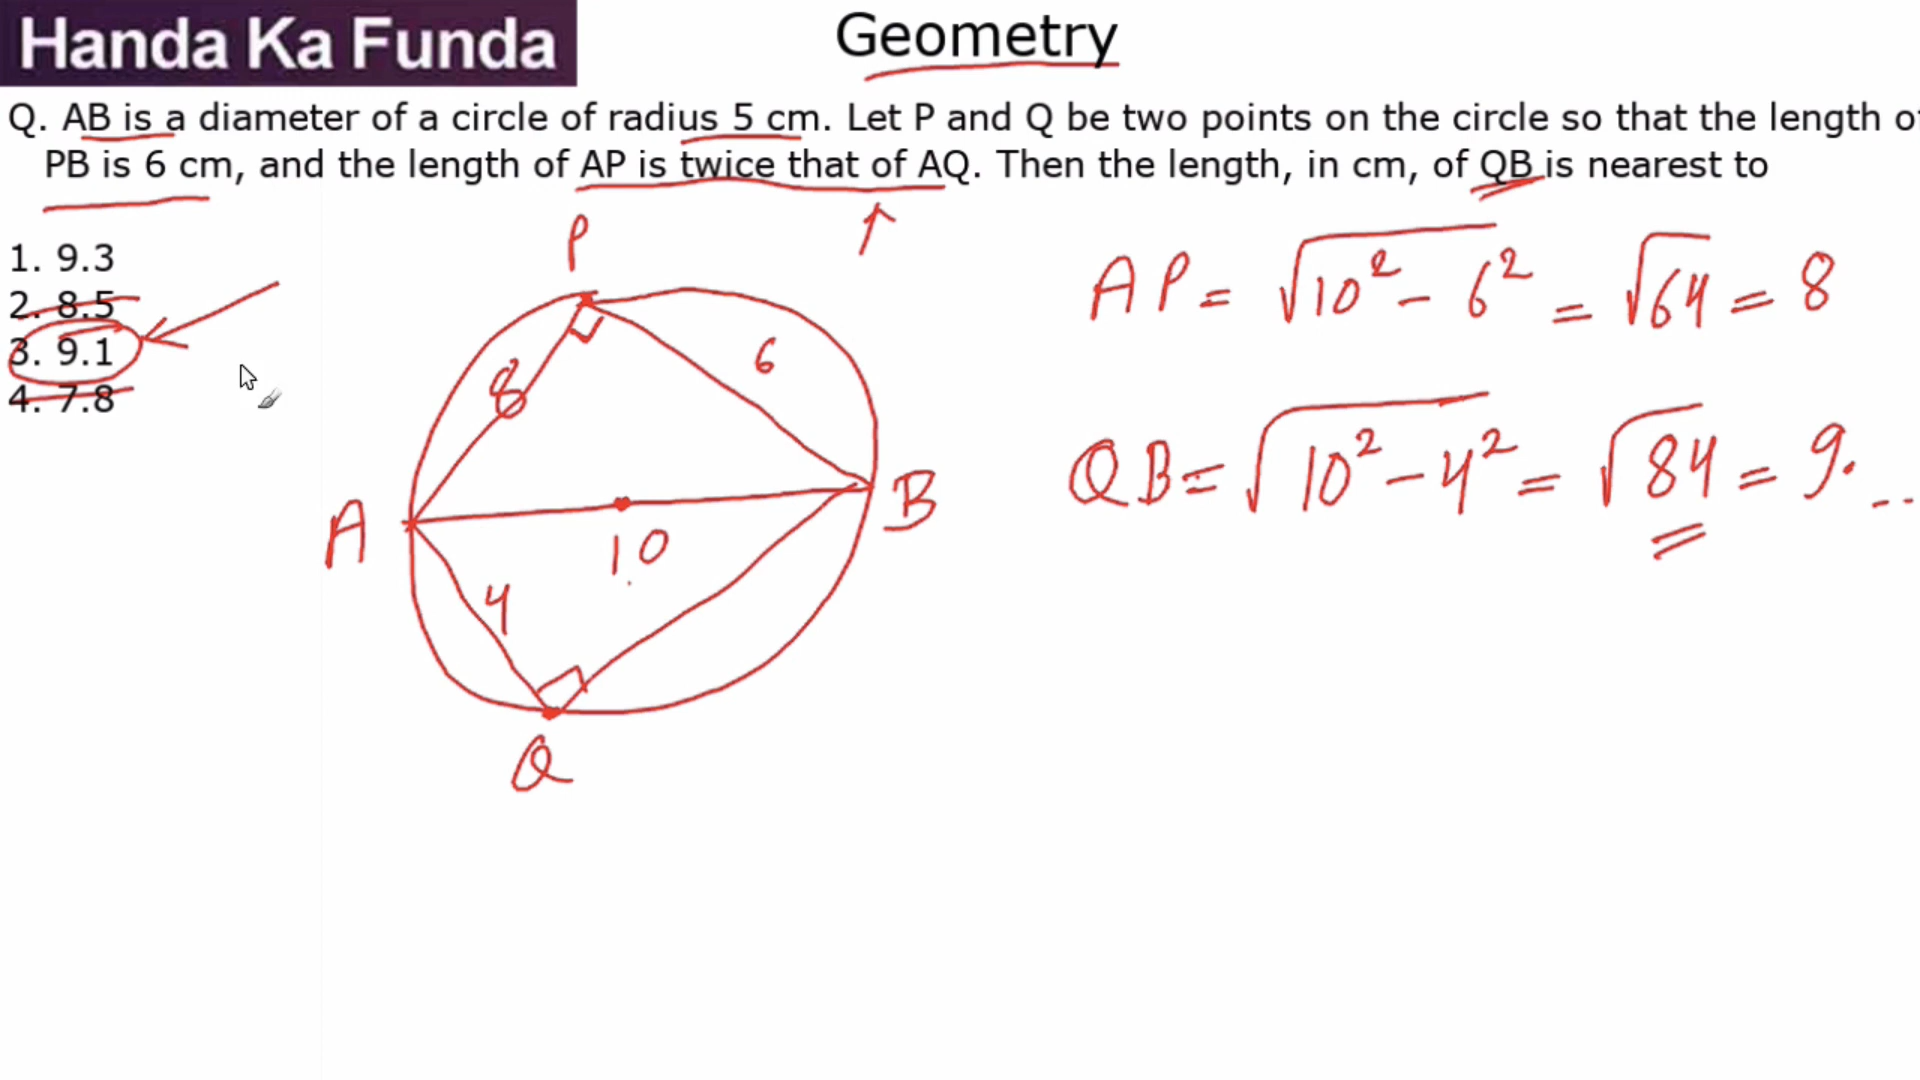 Handa Ka Funda
Geometry
Q. AB is a diameter of a circle of radius 5 cm. Let P and Q be two points on the circle so that the length of
PB is 6 cm, and the length of AP is twice that of AQ. Then the length, in cm, of QB is nearest to
1. 9.3
2. 8.5
3. 9.1
4. 7.8
P
8
6
A
B
10
4
Q
AP = √10² - 6² = √64 = 8
QB = √10² - 4² = √84 = 9. ..